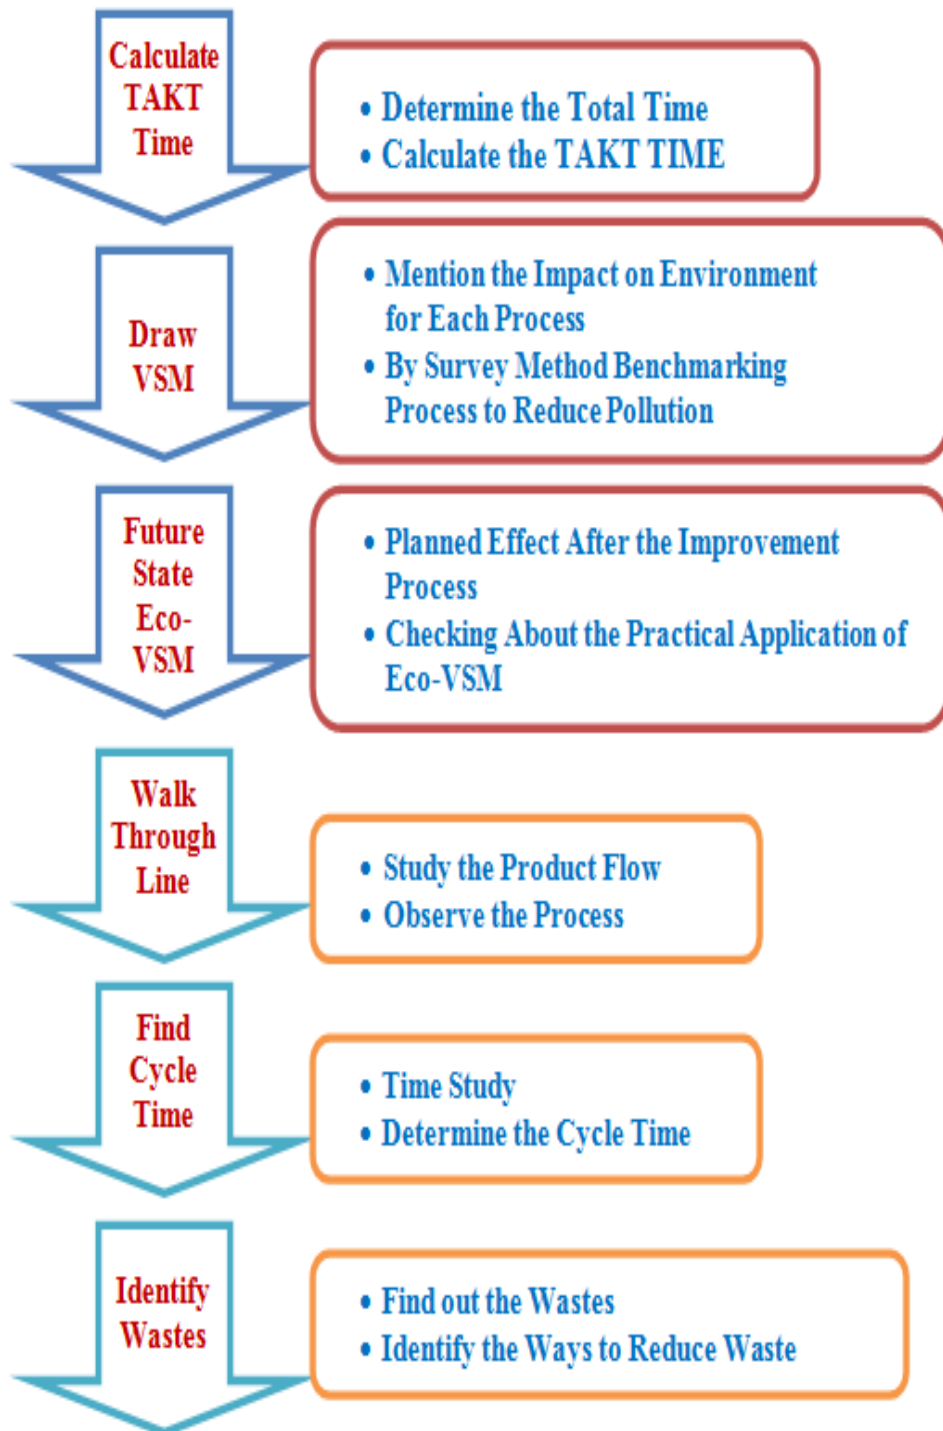 Calculate
TAKT
Time
• Determine the Total Time
• Calculate the TAKT TIME
Draw
VSM
• Mention the Impact on Environment
for Each Process
• By Survey Method Benchmarking
Process to Reduce Pollution
Future
State
Eco-
VSM
• Planned Effect After the Improvement
Process
• Checking About the Practical Application of
Eco-VSM
Walk
Through
Line
• Study the Product Flow
• Observe the Process
Find
Cycle
Time
• Time Study
• Determine the Cycle Time
Identify
Wastes
• Find out the Wastes
• Identify the Ways to Reduce Waste